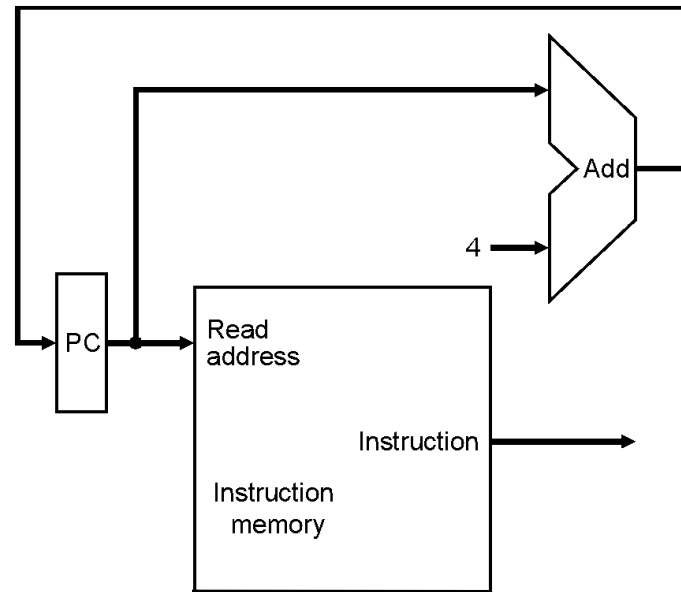 Add
4
PC
Read
address
Instruction
Instruction
memory